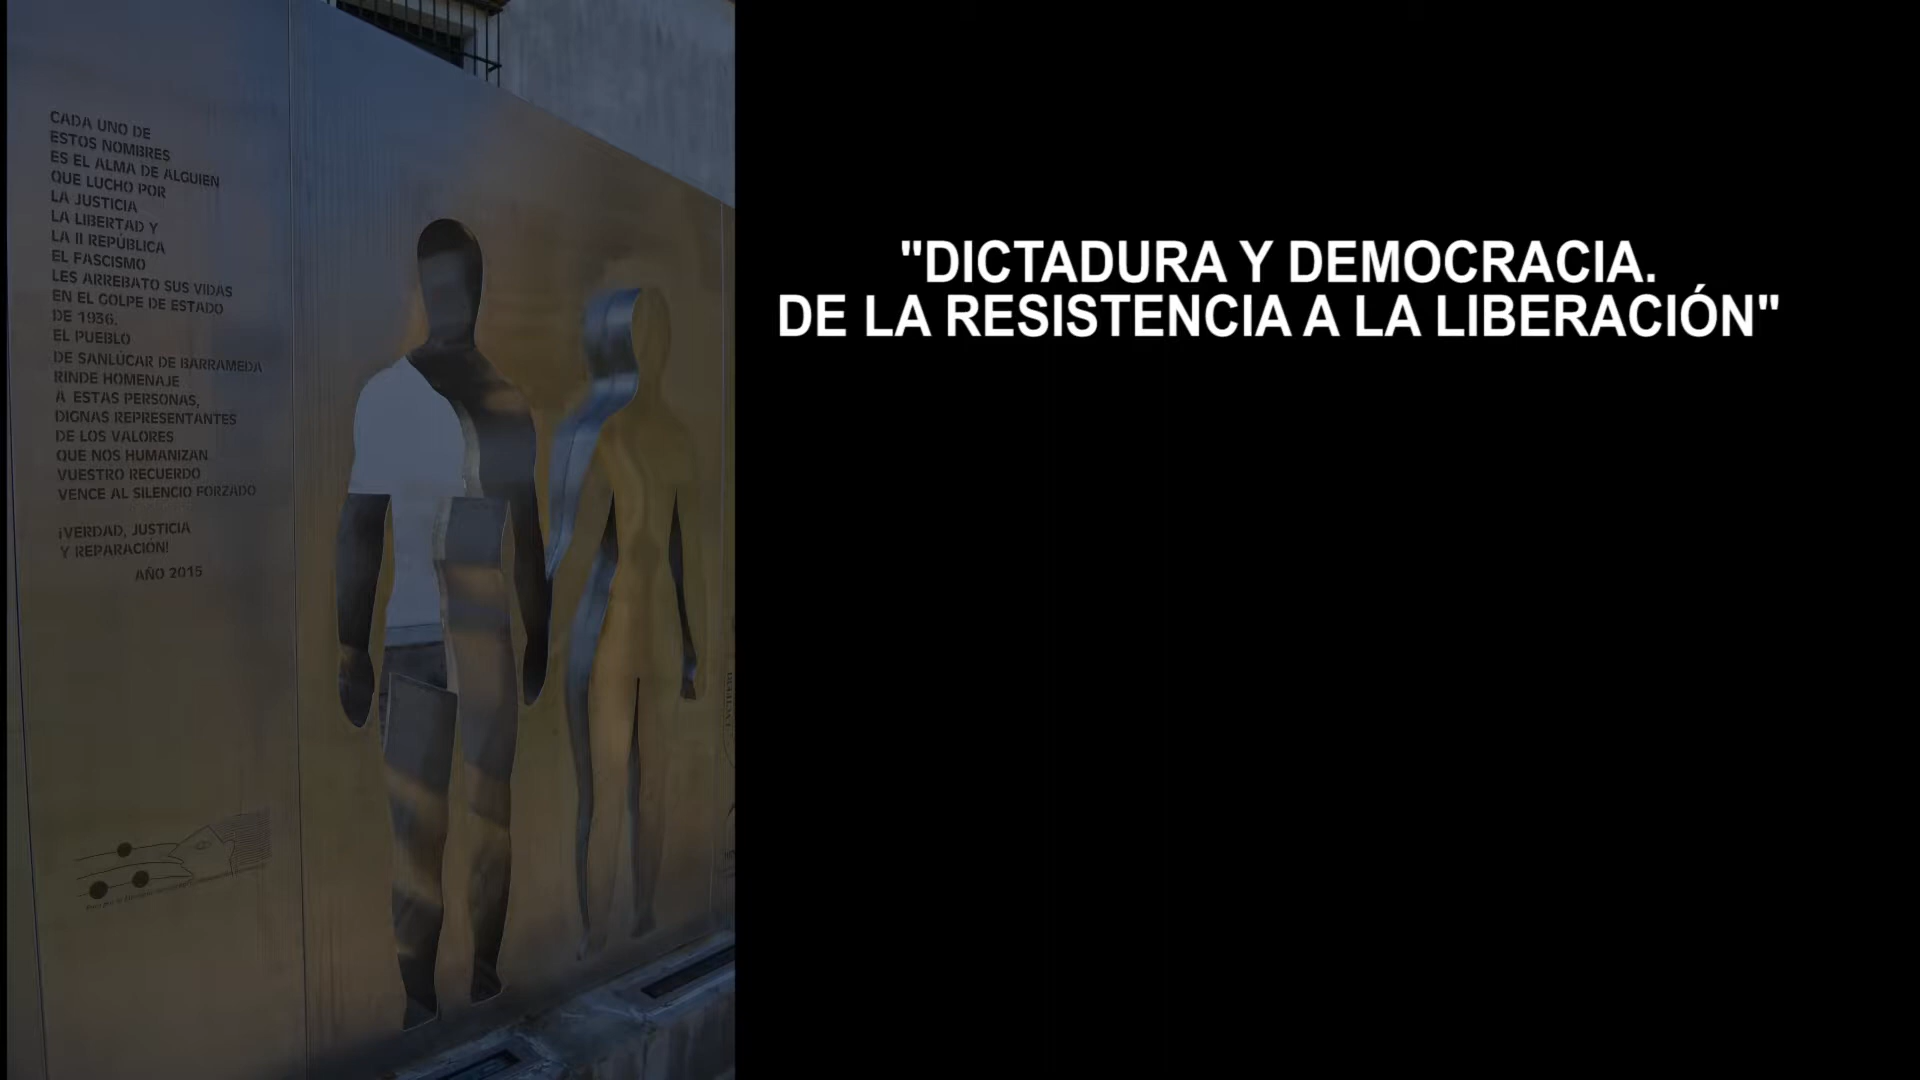 CADA UNO DE
ESTOS NOMBRES
ES EL ALMA DE ALGUIEN
QUE LUCHO POR
LA JUSTICIA
LA LIBERTAD Y
LA II REPÚBLICA
EL FASCISMO
LES ARREBATO SUS VIDAS
EN EL GOLPE DE ESTADO
DE 1936.
EL PUEBLO
DE SANLÚCAR DE BARRAMEDA
RINDE HOMENAJE
A ESTAS PERSONAS,
DIGNAS REPRESENTANTES
DE LOS VALORES
QUE NOS HUMANIZAN
VUESTRO RECUERDO
VENCE AL SILENCIO FORZADO
¡VERDAD, JUSTICIA
Y REPARACIÓN!
AÑO 2015
"DICTADURA Y DEMOCRACIA.
DE LA RESISTENCIA A LA LIBERACIÓN"